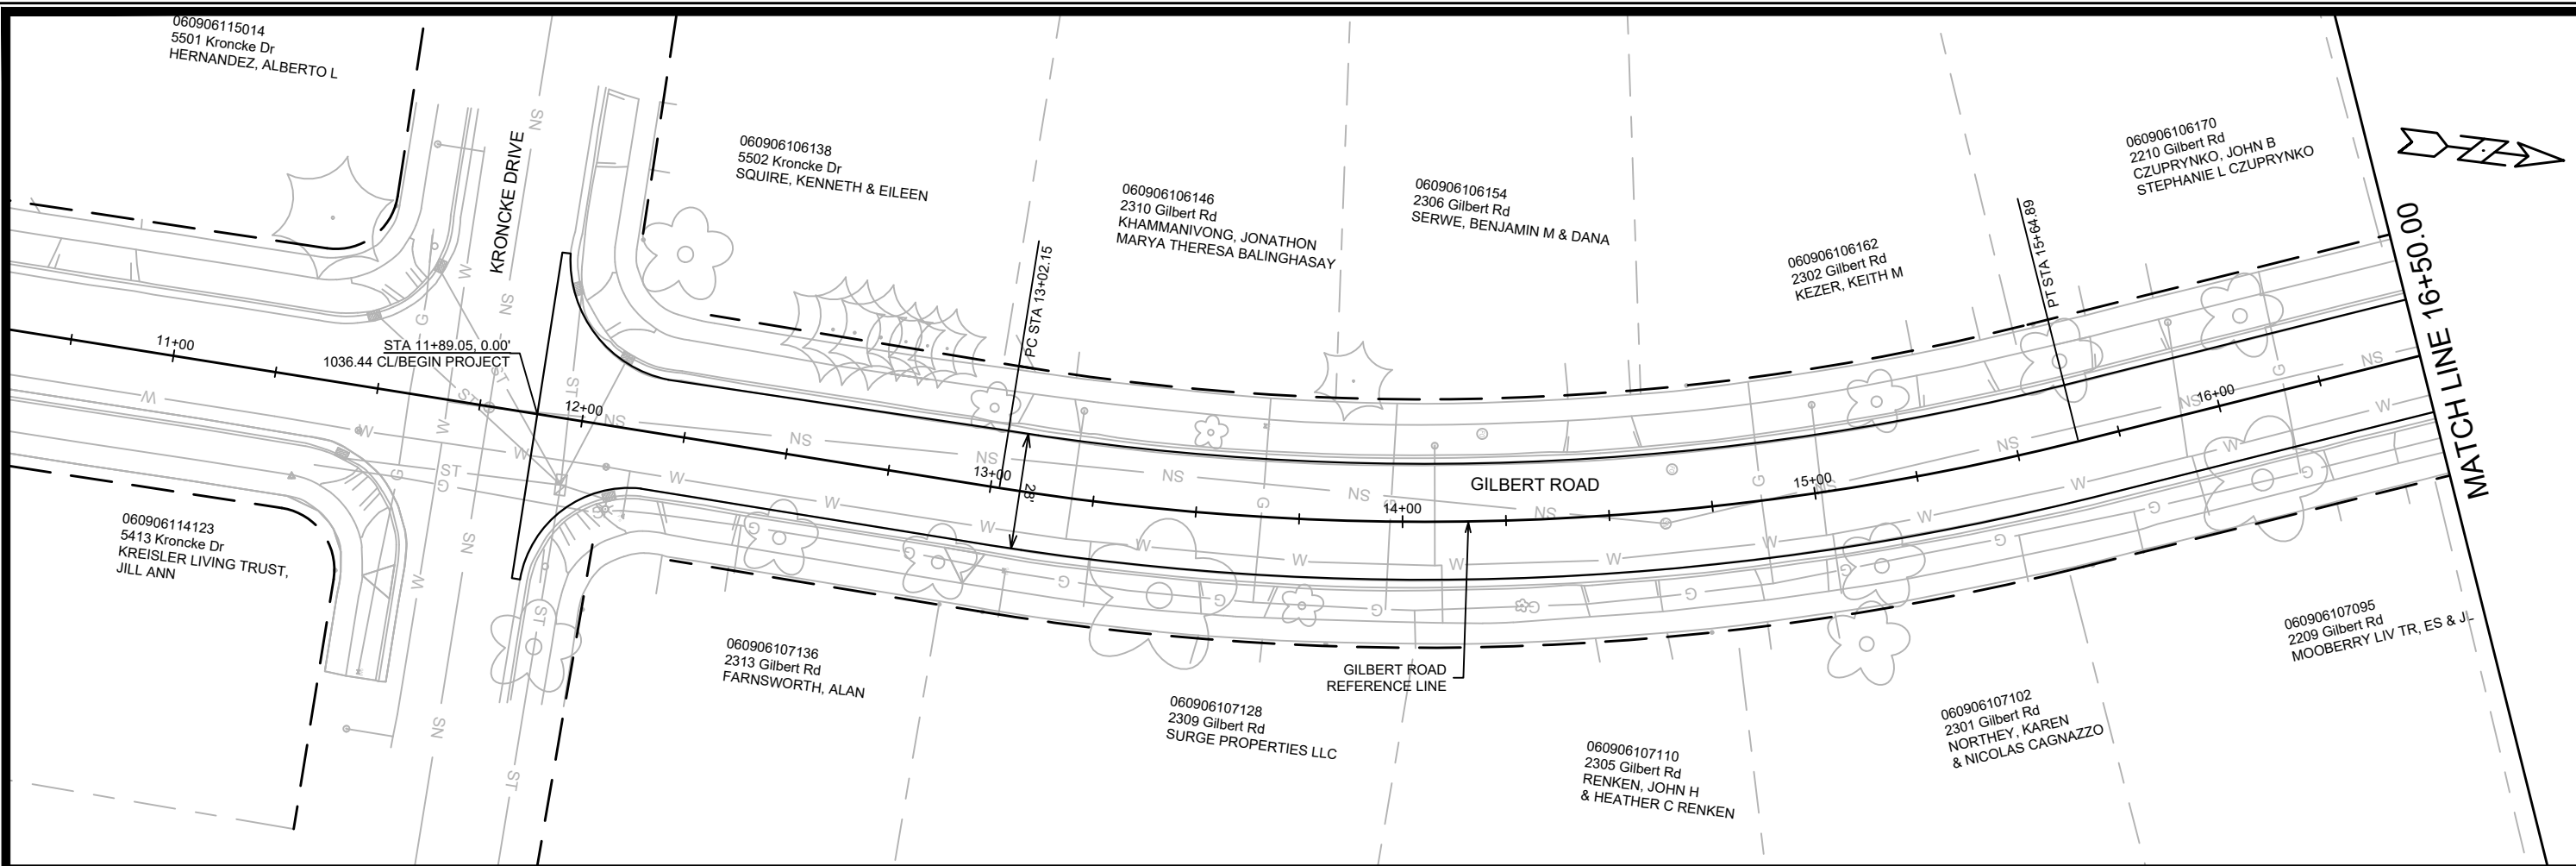 060906115014
5501 Kroncke Dr
HERNANDEZ, ALBERTO L
KRONCKE DRIVE
060906106138
5502 Kroncke Dr
SQUIRE, KENNETH & EILEEN
060906106146
2310 Gilbert Rd
KHAMMANIVONG, JONATHON
MARYA THERESA BALINGHASAY
060906106154
2306 Gilbert Rd
SERWE, BENJAMIN M & DANA
060906106162
2302 Gilbert Rd
KEZER, KEITH M
060906106170
2210 Gilbert Rd
CZUPRYNKO, JOHN B
STEPHANIE L CZUPRYNKO
PC STA 13+02.15
PT STA 15+64.89
MATCH LINE 16+50.00
STA 11+89.05, 0.00'
1036.44 CL/BEGIN PROJECT
11+00
12+00
13+00
14+00
15+00
16+00
28'
GILBERT ROAD
GILBERT ROAD
REFERENCE LINE
060906114123
5413 Kroncke Dr
KREISLER LIVING TRUST,
JILL ANN
060906107136
2313 Gilbert Rd
FARNSWORTH, ALAN
060906107128
2309 Gilbert Rd
SURGE PROPERTIES LLC
060906107110
2305 Gilbert Rd
RENKEN, JOHN H
& HEATHER C RENKEN
060906107102
2301 Gilbert Rd
NORTHEY, KAREN
& NICOLAS CAGNAZZO
060906107095
2209 Gilbert Rd
MOOBERRY LIV TR, ES & JL